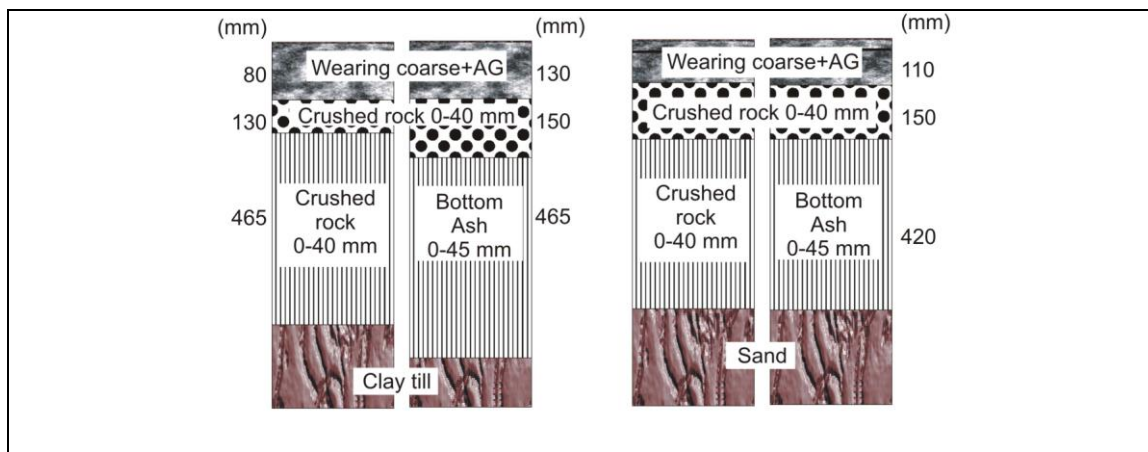 (mm)
(mm)
(mm)
80
Wearing coarse+AG
130
Wearing coarse+AG
110
130
Crushed rock 0-40 mm
150
Crushed rock 0-40 mm
150
465
Crushed
rock
0-40 mm
Bottom
Ash
0-45 mm
465
Crushed
rock
0-40 mm
Bottom
Ash
0-45 mm
420
Clay till
Sand